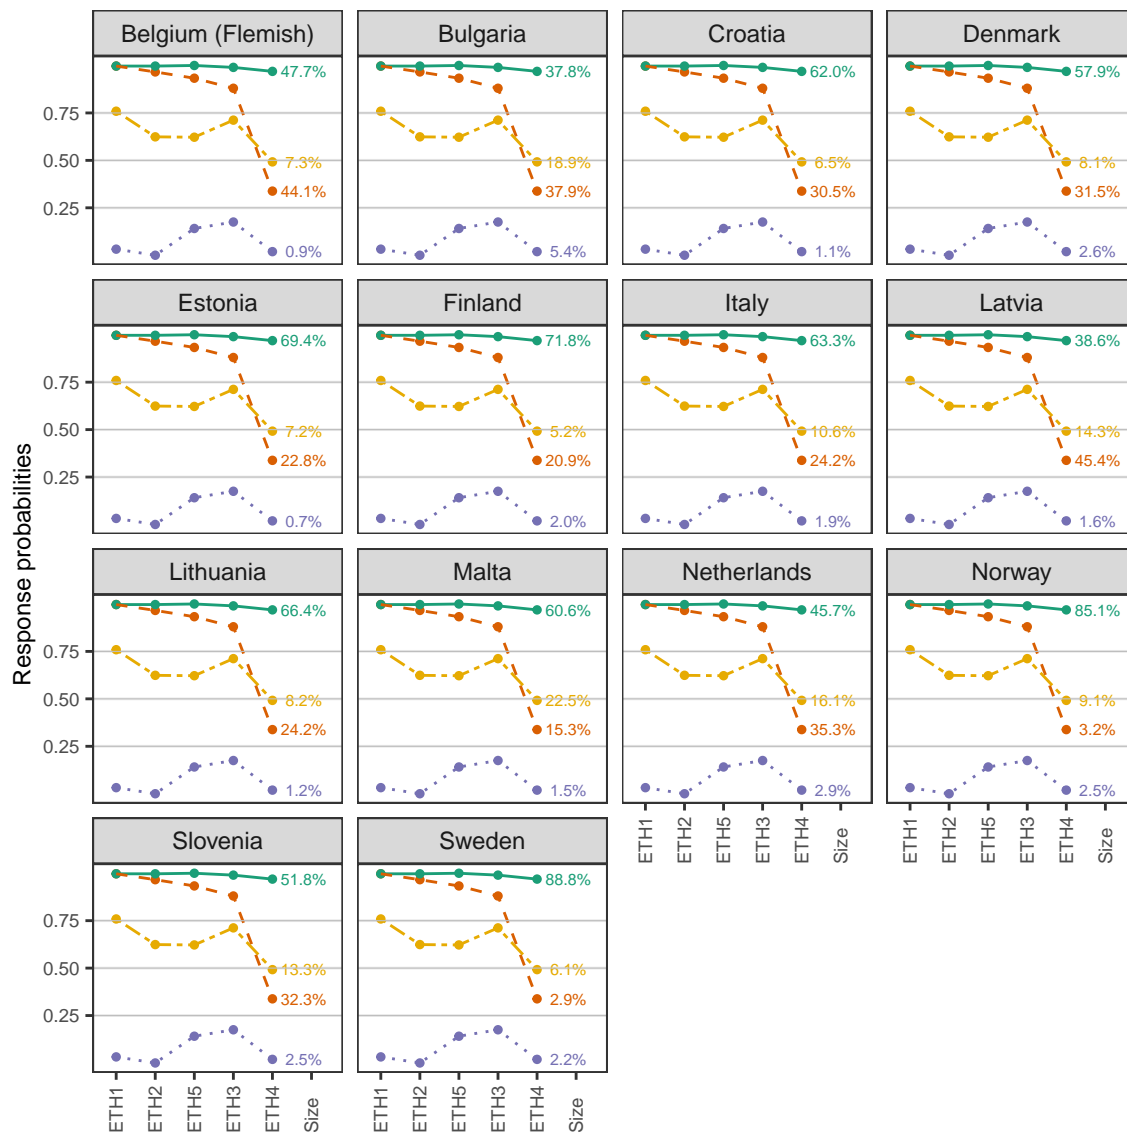 Belgium (Flemish) Bulgaria Croatia Denmark
47.7% 37.8% 62.0% 57.9%
0.75
0.50 7.3% 18.9% 6.5% 8.1%
44.1% 37.9% 30.5% 31.5%
0.25
0.9% 5.4% 1.1% 2.6%
Estonia Finland Italy Latvia
69.4% 71.8% 63.3% 38.6%
0.75
0.50 7.2% 5.2% 10.6% 14.3%
22.8% 20.9% 24.2% 45.4%
0.25
0.7% 2.0% 1.9% 1.6%
Response probabilities
Lithuania Malta Netherlands Norway
66.4% 60.6% 45.7% 85.1%
0.75
0.50 8.2% 22.5% 16.1% 9.1%
24.2% 15.3% 35.3% 3.2%
0.25
1.2% 1.5% 2.9% 2.5%
ETH1 ETH2 ETH5 ETH3 ETH4 Size ETH1 ETH2 ETH5 ETH3 ETH4 Size
Slovenia Sweden
51.8% 88.8%
0.75
0.50 13.3% 6.1%
32.3% 2.9%
0.25
2.5% 2.2%
ETH1 ETH2 ETH5 ETH3 ETH4 Size ETH1 ETH2 ETH5 ETH3 ETH4 Size